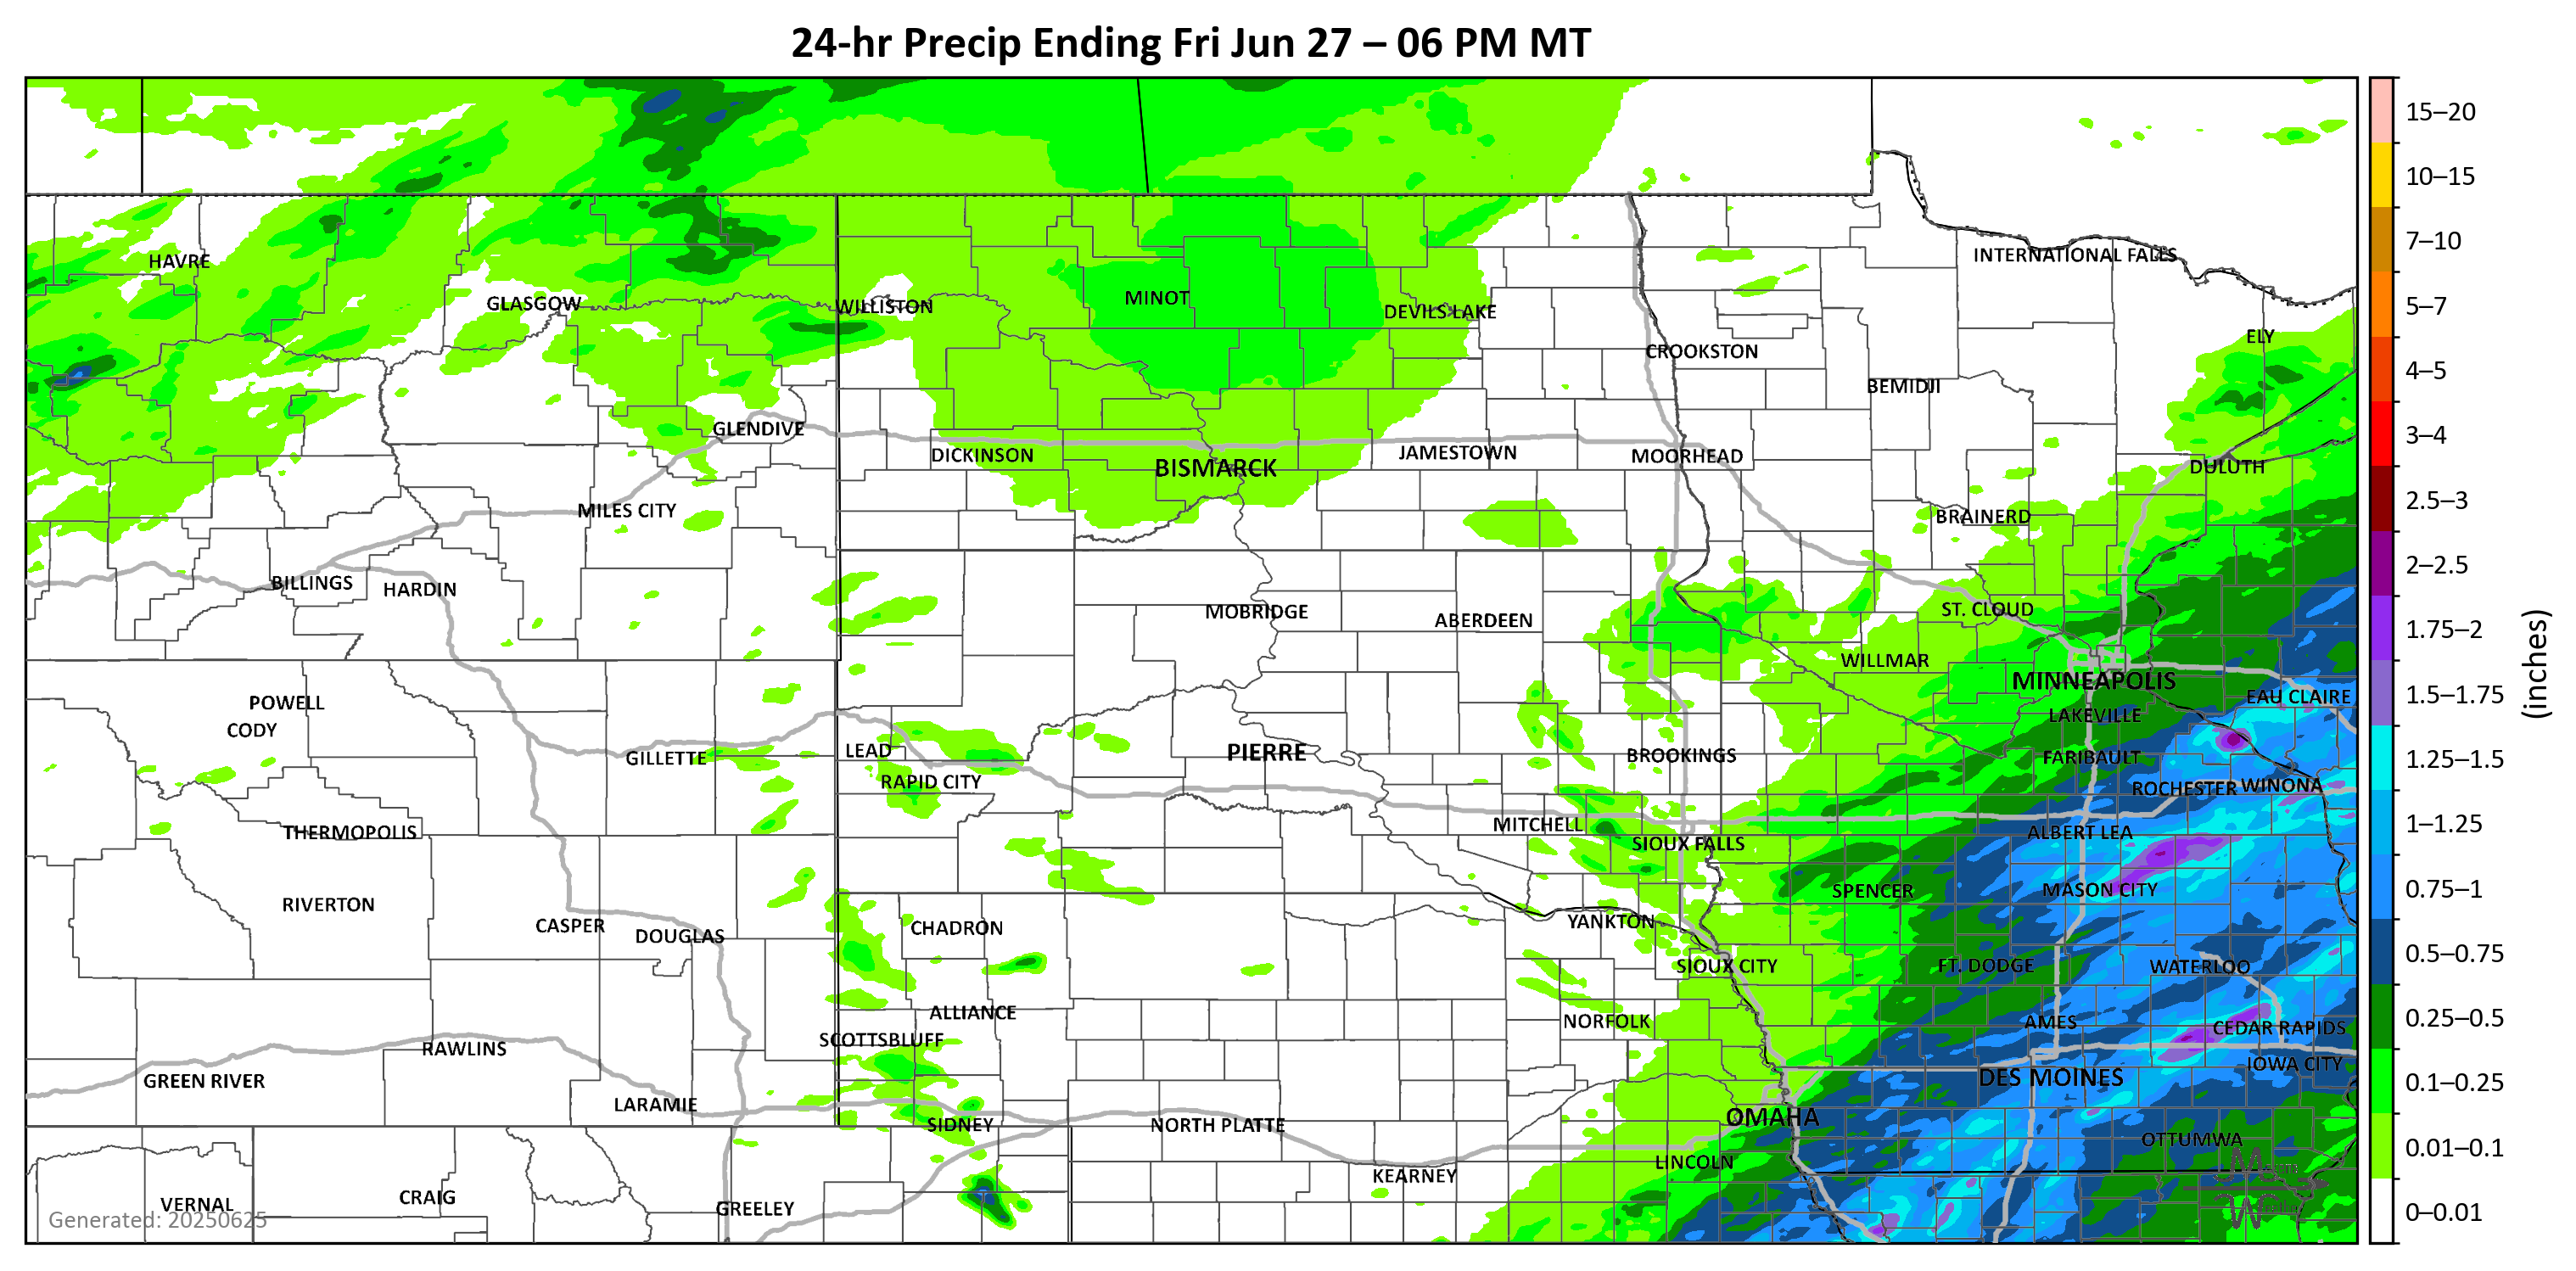 24-hr Precip Ending Fri Jun 27 – 06 PM MT
15–20
10–15
7–10
5–7
4–5
3–4
2.5–3
2–2.5
1.75–2
1.5–1.75
1.25–1.5
1–1.25
0.75–1
0.5–0.75
0.25–0.5
0.1–0.25
0.01–0.1
0–0.01
(inches)
HAVRE
INTERNATIONAL FALLS
GLASGOW
WILLISTON
MINOT
DEVILS LAKE
ELY
CROOKSTON
BEMIDJI
GLENDIVE
DICKINSON
BISMARCK
JAMESTOWN
MOORHEAD
DULUTH
MILES CITY
BRAINERD
BILLINGS
HARDIN
MOBRIDGE
ABERDEEN
ST. CLOUD
WILLMAR
MINNEAPOLIS
POWELL
CODY
EAU CLAIRE
LAKEVILLE
GILLETTE
LEAD
RAPID CITY
PIERRE
BROOKINGS
FARIBAULT
ROCHESTER
WINONA
THERMOPOLIS
MITCHELL
SIOUX FALLS
ALBERT LEA
RIVERTON
SPENCER
MASON CITY
CASPER
DOUGLAS
CHADRON
YANKTON
SIOUX CITY
FT. DODGE
WATERLOO
ALLIANCE
SCOTTSBLUFF
NORFOLK
AMES
CEDAR RAPIDS
RAWLINS
GREEN RIVER
IOWA CITY
DES MOINES
LARAMIE
SIDNEY
NORTH PLATTE
OMAHA
OTTUMWA
LINCOLN
KEARNEY
VERNAL
CRAIG
GREELEY
Generated: 20250625